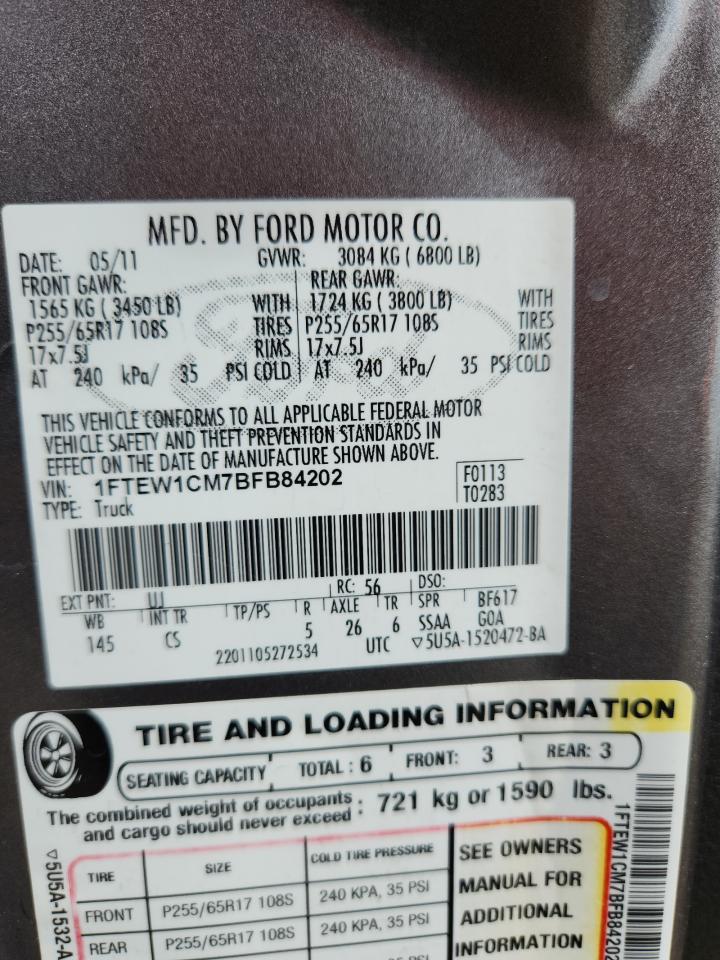 MFD. BY FORD MOTOR CO.
DATE: 05/11 GVWR: 3084 KG ( 6800 LB)
FRONT GAWR: REAR GAWR:
1565 KG ( 3450 LB) WITH 1724 KG ( 3800 LB) WITH
P255/65R17 108S TIRES P255/65R17 108S TIRES
17x7.5J RIMS 17x7.5J RIMS
AT 240 kPa/ 35 PSI COLD AT 240 kPa/ 35 PSI COLD
THIS VEHICLE CONFORMS TO ALL APPLICABLE FEDERAL MOTOR
VEHICLE SAFETY AND THEFT PREVENTION STANDARDS IN
EFFECT ON THE DATE OF MANUFACTURE SHOWN ABOVE.
VIN: 1FTEW1CM7BFB84202 F0113
TYPE: Truck T0283
EXT PNT: UJ RC: 56 DSO:
WB INT TR TP/PS R AXLE TR SPR BF617
145 CS 5 26 6 SSAA GOA
2201105272534 UTC ▽5U5A-1520472-BA
Ford
TIRE AND LOADING INFORMATION
SEATING CAPACITY TOTAL : 6 FRONT: 3 REAR: 3
The combined weight of occupants : 721 kg or 1590 lbs.
and cargo should never exceed :
TIRE SIZE COLD TIRE PRESSURE
FRONT P255/65R17 108S 240 KPA, 35 PSI
REAR P255/65R17 108S 240 KPA, 35 PSI
SEE OWNERS
MANUAL FOR
ADDITIONAL
INFORMATION
▽5U5A-1532-A
1FTEW1CM7BFB84202